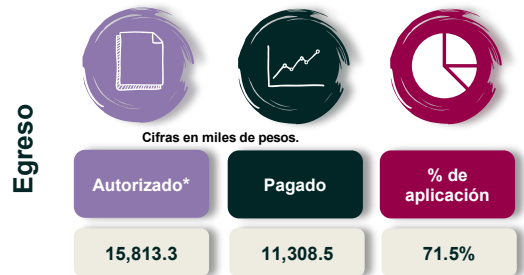 Egreso
Cifras en miles de pesos.
Autorizado*
Pagado
% de
aplicación
15,813.3
11,308.5
71.5%